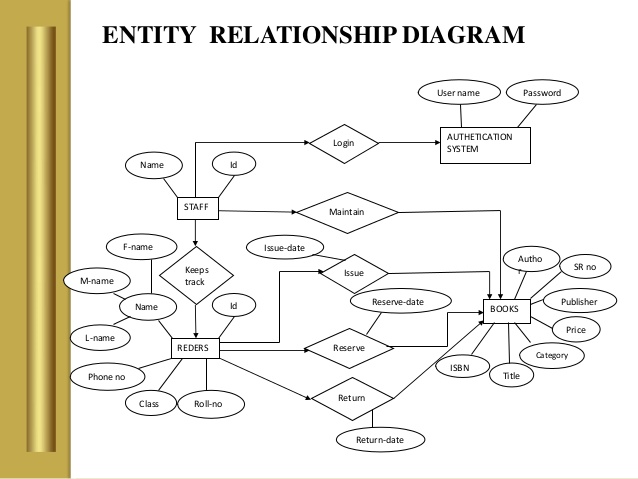 ENTITY RELATIONSHIP DIAGRAM
User name
Password
Login
AUTHETICATION
SYSTEM
Name
Id
STAFF
Maintain
F-name
Issue-date
Autho
r
SR no
M-name
Keeps
track
Issue
Name
Id
Reserve-date
Publisher
BOOKS
L-name
Price
REDERS
Reserve
Category
ISBN
Title
Phone no
Class
Roll-no
Return
Return-date